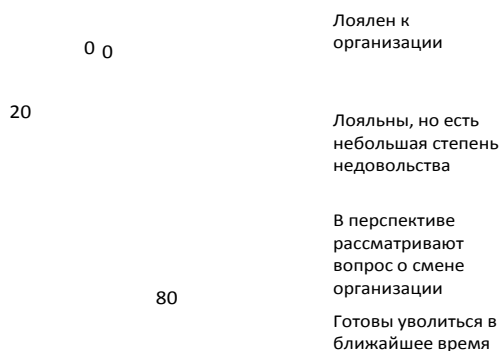 0 0
20
80
Лоялен к
организации
Лояльны, но есть
небольшая степень
недовольства
В перспективе
рассматривают
вопрос о смене
организации
Готовы уволиться в
ближайшее время